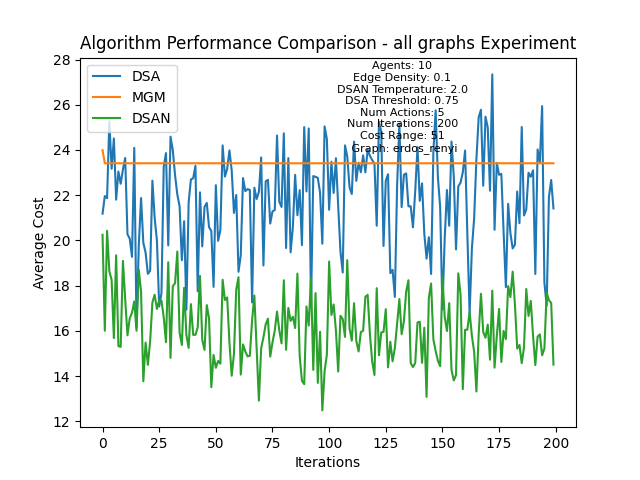 Algorithm Performance Comparison - all graphs Experiment
DSA
MGM
DSAN
Agents: 10
Edge Density: 0.1
DSAN Temperature: 2.0
DSA Threshold: 0.75
Num Actions: 5
Num Iterations: 200
Cost Range: 51
Graph: erdos_renyi
Average Cost
28
26
24
22
20
18
16
14
12
0 25 50 75 100 125 150 175 200
Iterations